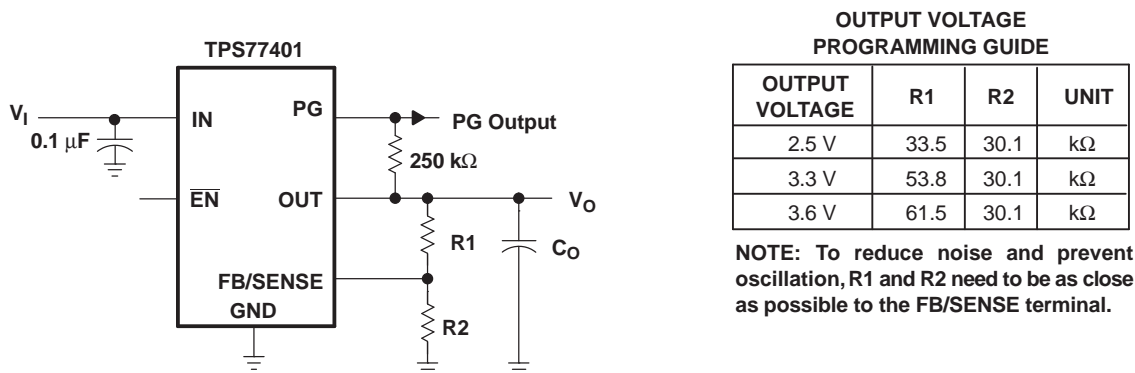 TPS77401
V_I
0.1 μF
IN
PG
PG Output
250 kΩ
E̅N̅
OUT
V_O
R1
C_O
FB/SENSE
GND
R2
OUTPUT VOLTAGE
PROGRAMMING GUIDE
OUTPUT VOLTAGE R1 R2 UNIT
2.5 V 33.5 30.1 kΩ
3.3 V 53.8 30.1 kΩ
3.6 V 61.5 30.1 kΩ
NOTE: To reduce noise and prevent
oscillation, R1 and R2 need to be as close
as possible to the FB/SENSE terminal.